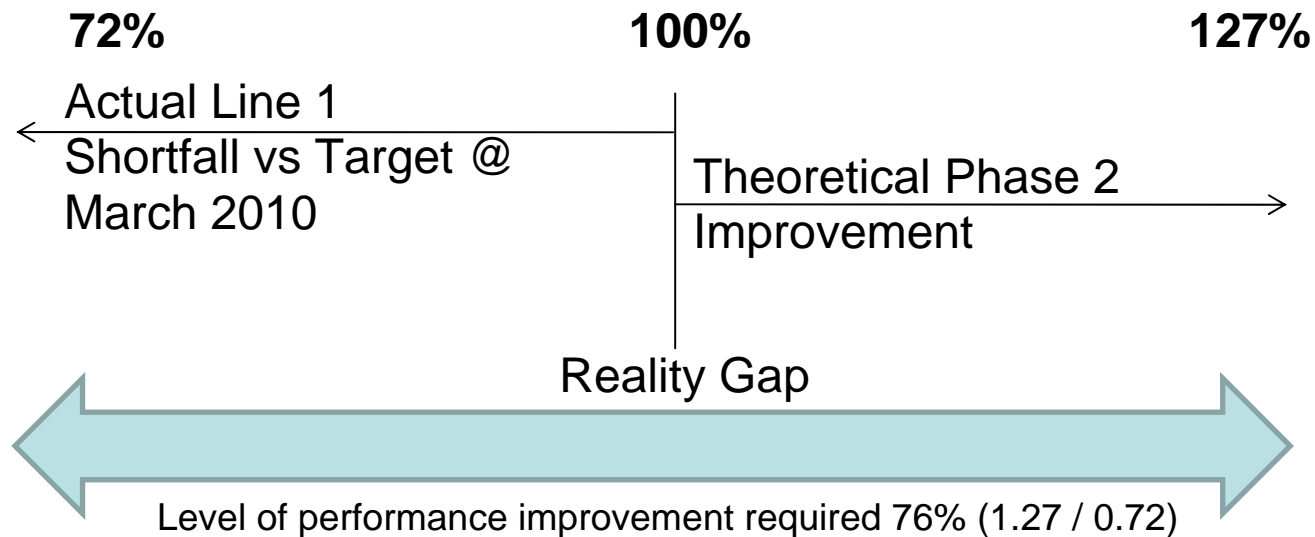 72% 100% 127%
Actual Line 1
Shortfall vs Target @
March 2010
Theoretical Phase 2
Improvement
Reality Gap
Level of performance improvement required 76% (1.27 / 0.72)